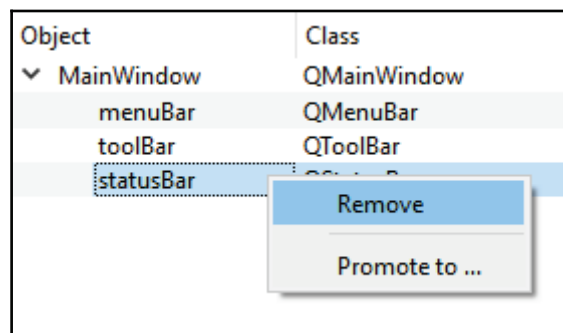 Object Class
MainWindow QMainWindow
menuBar QMenuBar
toolBar QToolBar
statusBar
Remove
Promote to ...